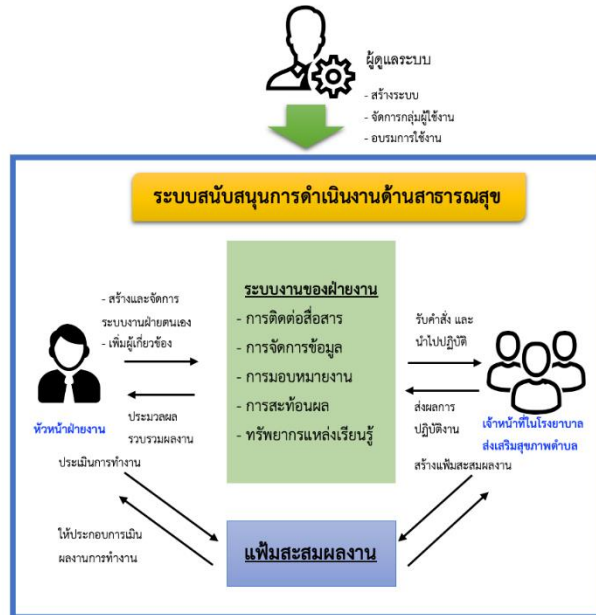 ผู้ดูแลระบบ
- สร้างระบบ
- จัดการกลุ่มผู้ใช้งาน
- อบรมการใช้งาน
ระบบสนับสนุนการดำเนินงานด้านสาธารณสุข
- สร้างและจัดการ
ระบบงานฝ่ายตนเอง
- เพิ่มผู้เกี่ยวข้อง
หัวหน้าฝ่ายงาน
ประมวลผล
รวบรวมผลงาน
ระบบงานของฝ่ายงาน
- การติดต่อสื่อสาร
- การจัดการข้อมูล
- การมอบหมายงาน
- การสะท้อนผล
- ทรัพยากรแหล่งเรียนรู้
รับคำสั่ง และ
นำไปปฏิบัติ
ส่งผลการ
ปฏิบัติงาน
เจ้าหน้าที่ในโรงยาบาล
ส่งเสริมสุขภาพตำบล
ประเมินการทำงาน
สร้างแฟ้มสะสมผลงาน
ให้ประกอบการเมิน
ผลงานการทำงาน
แฟ้มสะสมผลงาน